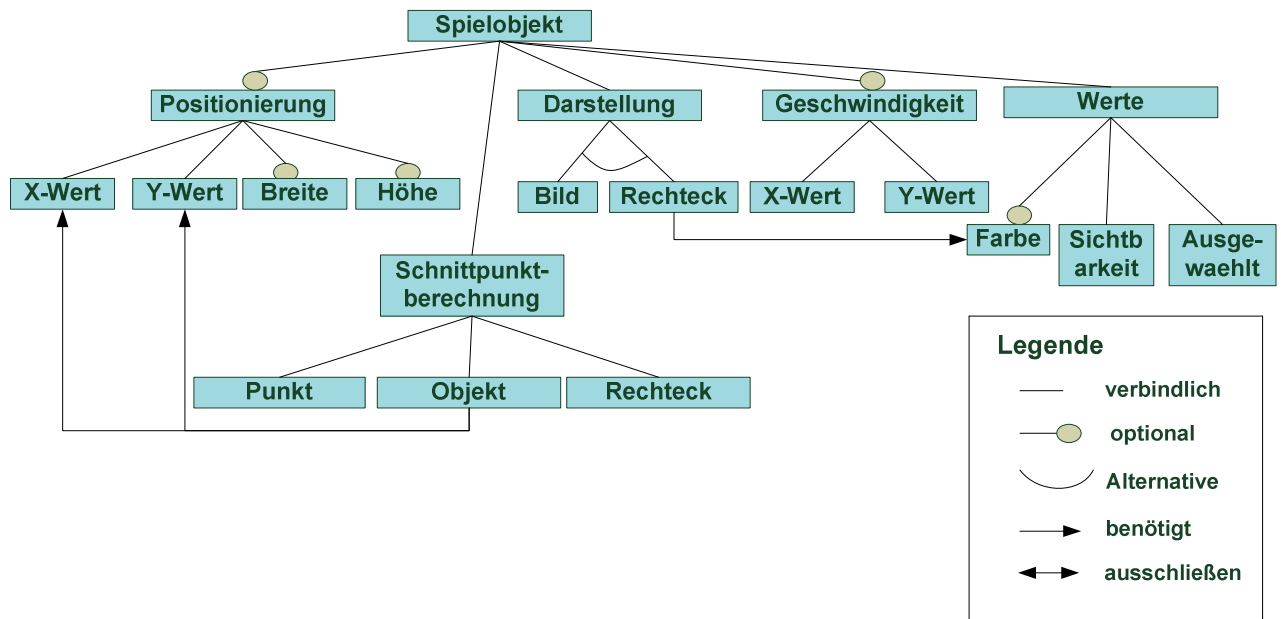 Spielobjekt
Positionierung
Darstellung
Geschwindigkeit
Werte
X-Wert
Y-Wert
Breite
Höhe
Bild
Rechteck
X-Wert
Y-Wert
Farbe
Sichtb
arkeit
Ausge-
waehlt
Schnittpunkt-
berechnung
Punkt
Objekt
Rechteck
Legende
verbindlich
optional
Alternative
benötigt
ausschließen